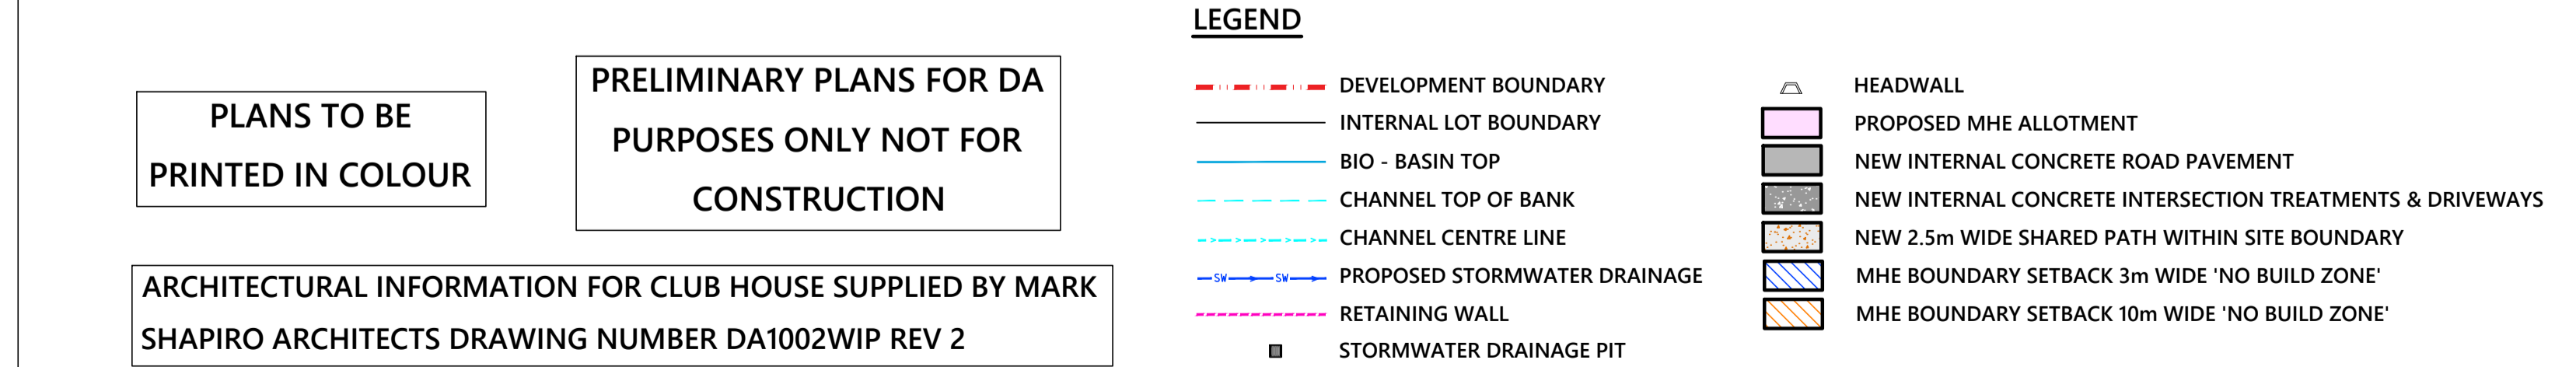 PLANS TO BE
PRINTED IN COLOUR
PRELIMINARY PLANS FOR DA
PURPOSES ONLY NOT FOR
CONSTRUCTION
ARCHITECTURAL INFORMATION FOR CLUB HOUSE SUPPLIED BY MARK
SHAPIRO ARCHITECTS DRAWING NUMBER DA1002WIP REV 2
LEGEND
DEVELOPMENT BOUNDARY
INTERNAL LOT BOUNDARY
BIO - BASIN TOP
CHANNEL TOP OF BANK
CHANNEL CENTRE LINE
SW SW PROPOSED STORMWATER DRAINAGE
RETAINING WALL
STORMWATER DRAINAGE PIT
HEADWALL
PROPOSED MHE ALLOTMENT
NEW INTERNAL CONCRETE ROAD PAVEMENT
NEW INTERNAL CONCRETE INTERSECTION TREATMENTS & DRIVEWAYS
NEW 2.5m WIDE SHARED PATH WITHIN SITE BOUNDARY
MHE BOUNDARY SETBACK 3m WIDE 'NO BUILD ZONE'
MHE BOUNDARY SETBACK 10m WIDE 'NO BUILD ZONE'